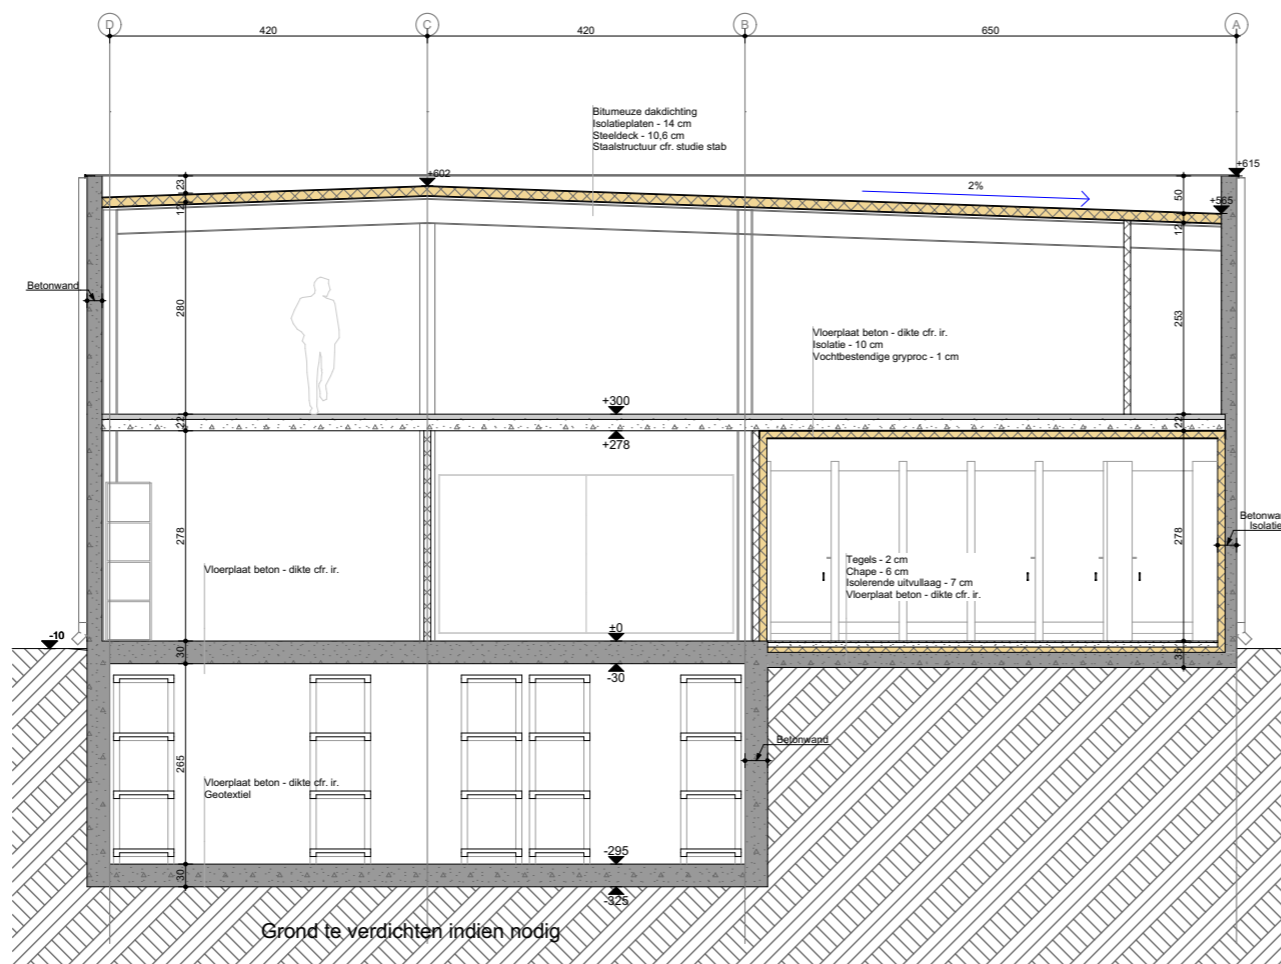 D
C
B
A
420
420
650
Bitumeuze dakdichting
Isolatieplaten - 14 cm
Steeldeck - 10,6 cm
Staalstructuur cfr. studie stab
+602
+615
2%
23
50
+565
12
12
Betonwand
280
253
Vloerplaat beton - dikte cfr. ir.
Isolatie - 10 cm
Vochtbestendige gryproc - 1 cm
+300
22
22
+278
278
278
Betonwa
Isolatie
Tegels - 2 cm
Chape - 6 cm
Isolerende uitvullaag - 7 cm
Vloerplaat beton - dikte cfr. ir.
Vloerplaat beton - dikte cfr. ir.
-10
±0
30
-30
265
Betonwand
Vloerplaat beton - dikte cfr. ir.
Geotextiel
-295
30
-325
Grond te verdichten indien nodig